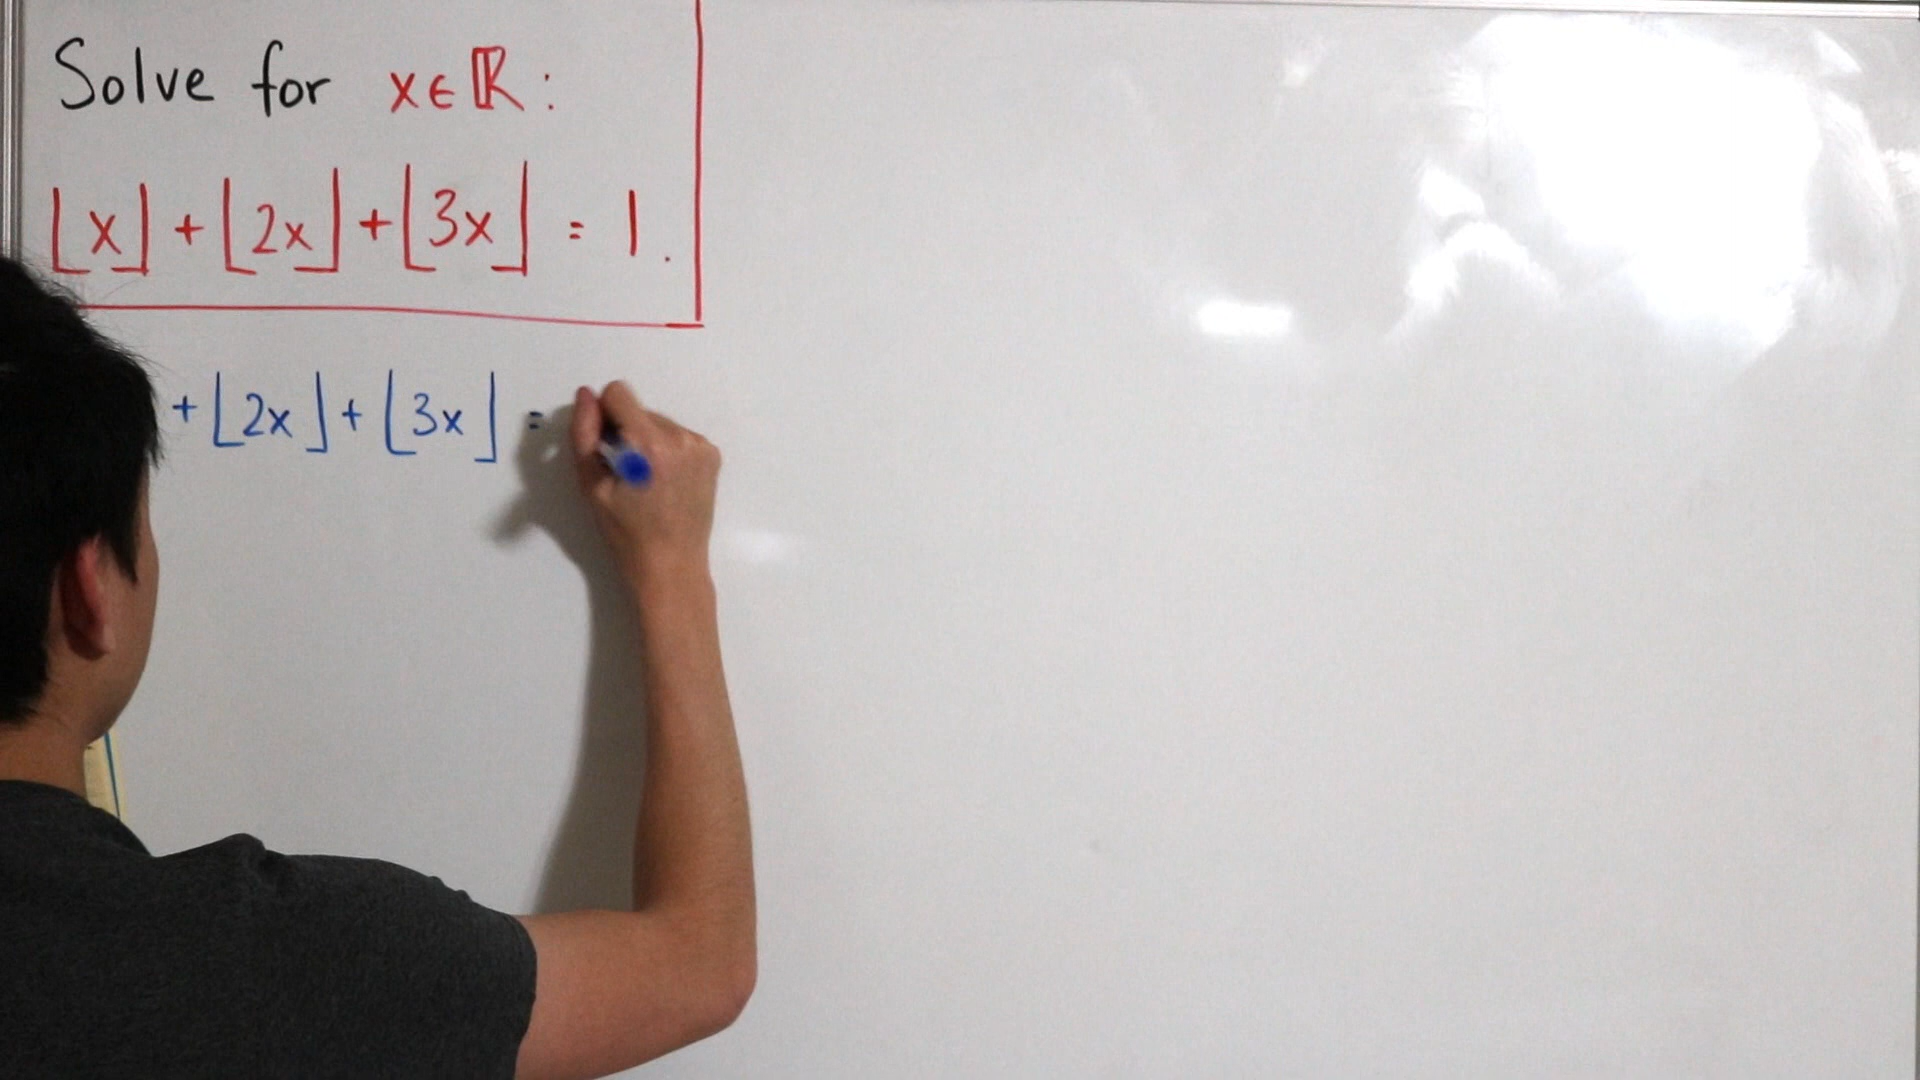 Solve for x∈ℝ:
⌊x⌋ + ⌊2x⌋ + ⌊3x⌋ = 1.
+ ⌊2x⌋ + ⌊3x⌋ =